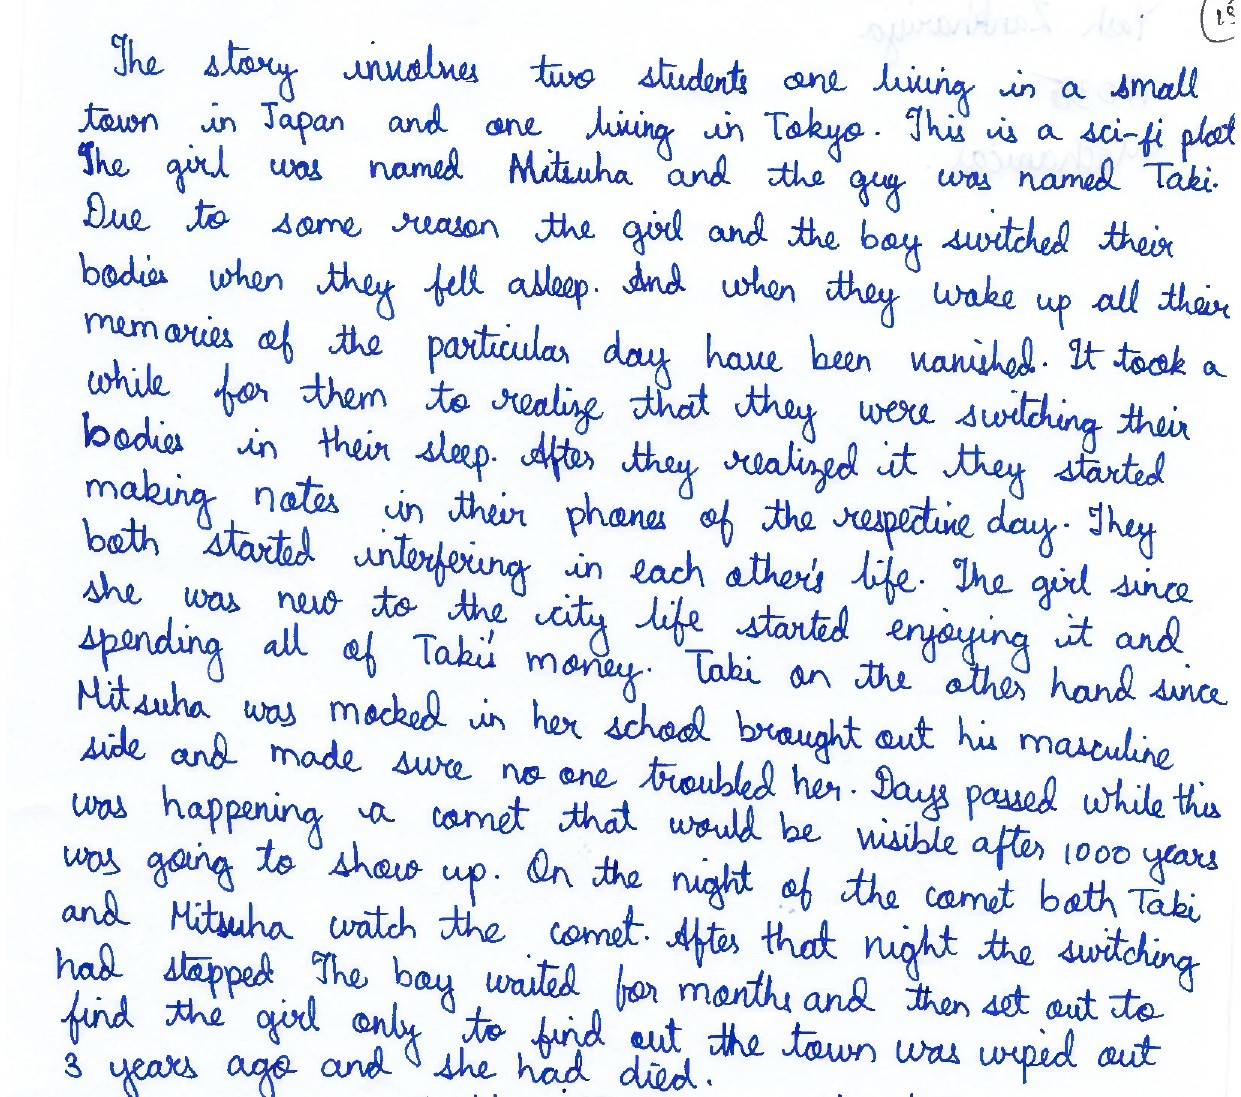 The story involves two students one living in a small
town in Japan and one living in Tokyo. This is a sci-fi plot
The girl was named Mitsuha and the guy was named Taki.
Due to some reason the girl and the boy switched their
bodies when they fell asleep. And when they wake up all their
memories of the particular day have been vanished. It took a
while for them to realize that they were switching their
bodies in their sleep. After they realized it they started
making notes in their phones of the respective day. They
both started interfering in each other's life. The girl since
she was new to the city life started enjoying it and
spending all of Taki's money. Taki on the other hand since
Mitsuha was mocked in her school brought out his masculine
side and made sure no one troubled her. Days passed while this
was happening a comet that would be visible after 1000 years
was going to show up. On the night of the comet both Taki
and Mitsuha watch the comet. After that night the switching
had stopped. The boy waited for months and then set out to
find the girl only to find out the town was wiped out
3 years ago and she had died.